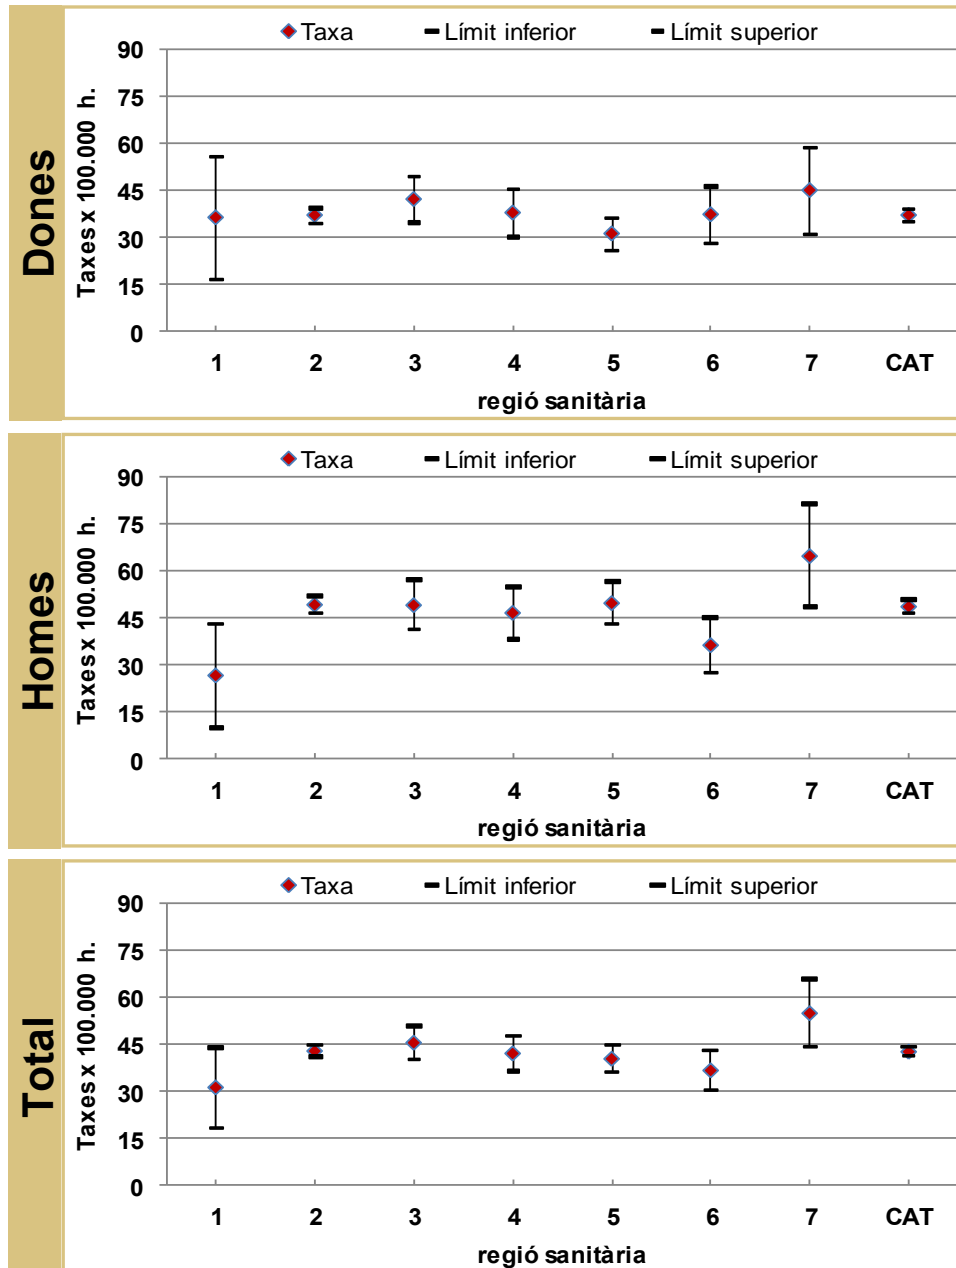 Dones
Taxa Límit inferior Límit superior
Taxes x 100.000 h.
90
75
60
45
30
15
0
1 2 3 4 5 6 7 CAT
regió sanitària
Homes
Taxa Límit inferior Límit superior
Taxes x 100.000 h.
90
75
60
45
30
15
0
1 2 3 4 5 6 7 CAT
regió sanitària
Total
Taxa Límit inferior Límit superior
Taxes x 100.000 h.
90
75
60
45
30
15
0
1 2 3 4 5 6 7 CAT
regió sanitària